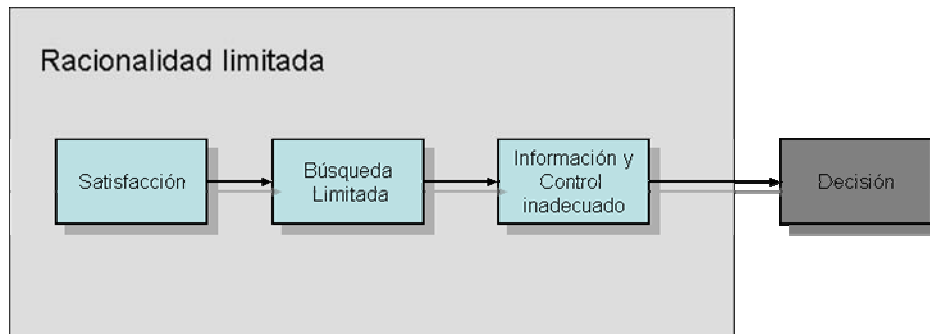 Racionalidad limitada
Satisfacción
Búsqueda
Limitada
Información y
Control
inadecuado
Decisión